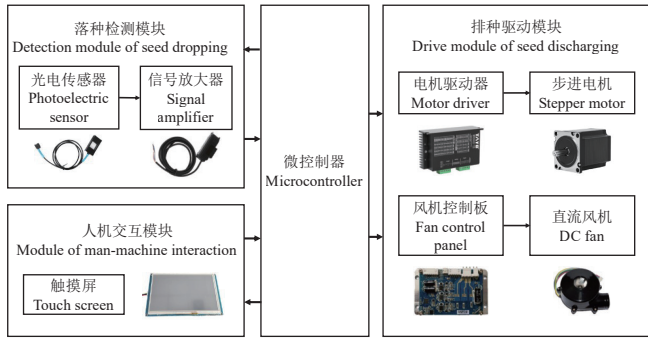 落种检测模块
Detection module of seed dropping
光电传感器
Photoelectric
sensor
信号放大器
Signal
amplifier
人机交互模块
Module of man-machine interaction
触摸屏
Touch screen
微控制器
Microcontroller
排种驱动模块
Drive module of seed discharging
电机驱动器
Motor driver
步进电机
Stepper motor
风机控制板
Fan control
panel
直流风机
DC fan